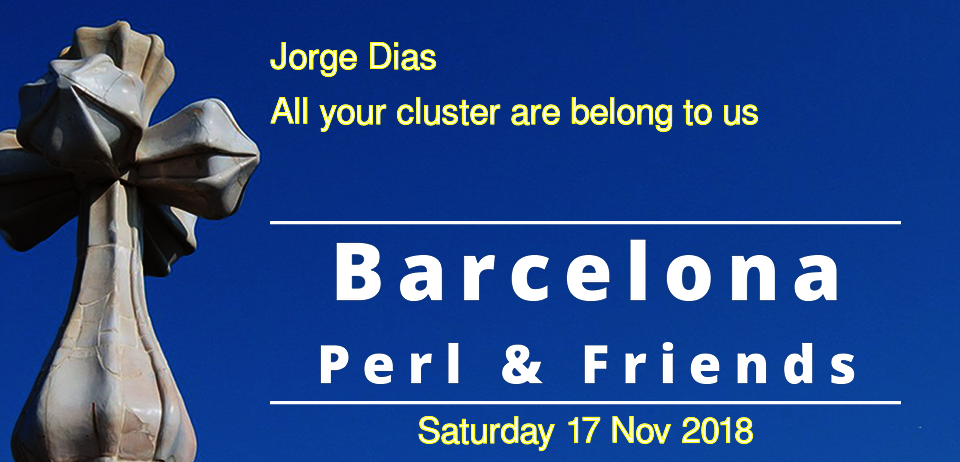 Jorge Dias
All your cluster are belong to us
Barcelona
Perl & Friends
Saturday 17 Nov 2018